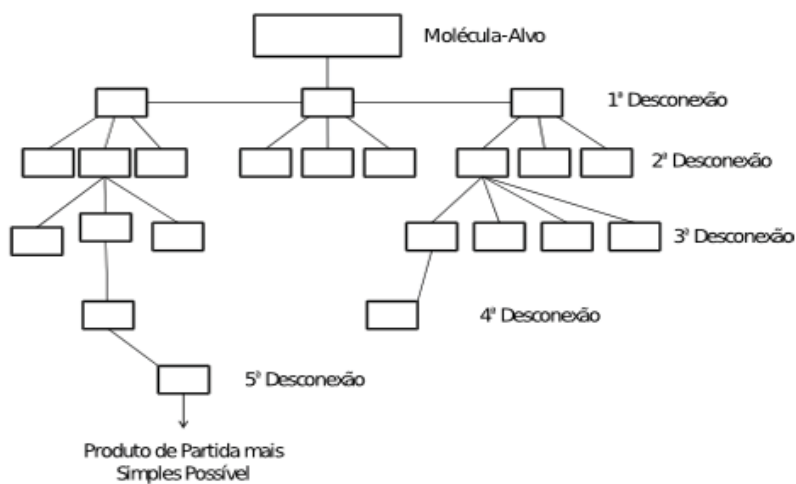 Molécula-Alvo
1ª Desconexão
2ª Desconexão
3ª Desconexão
4ª Desconexão
5ª Desconexão
Produto de Partida mais
Simples Possível